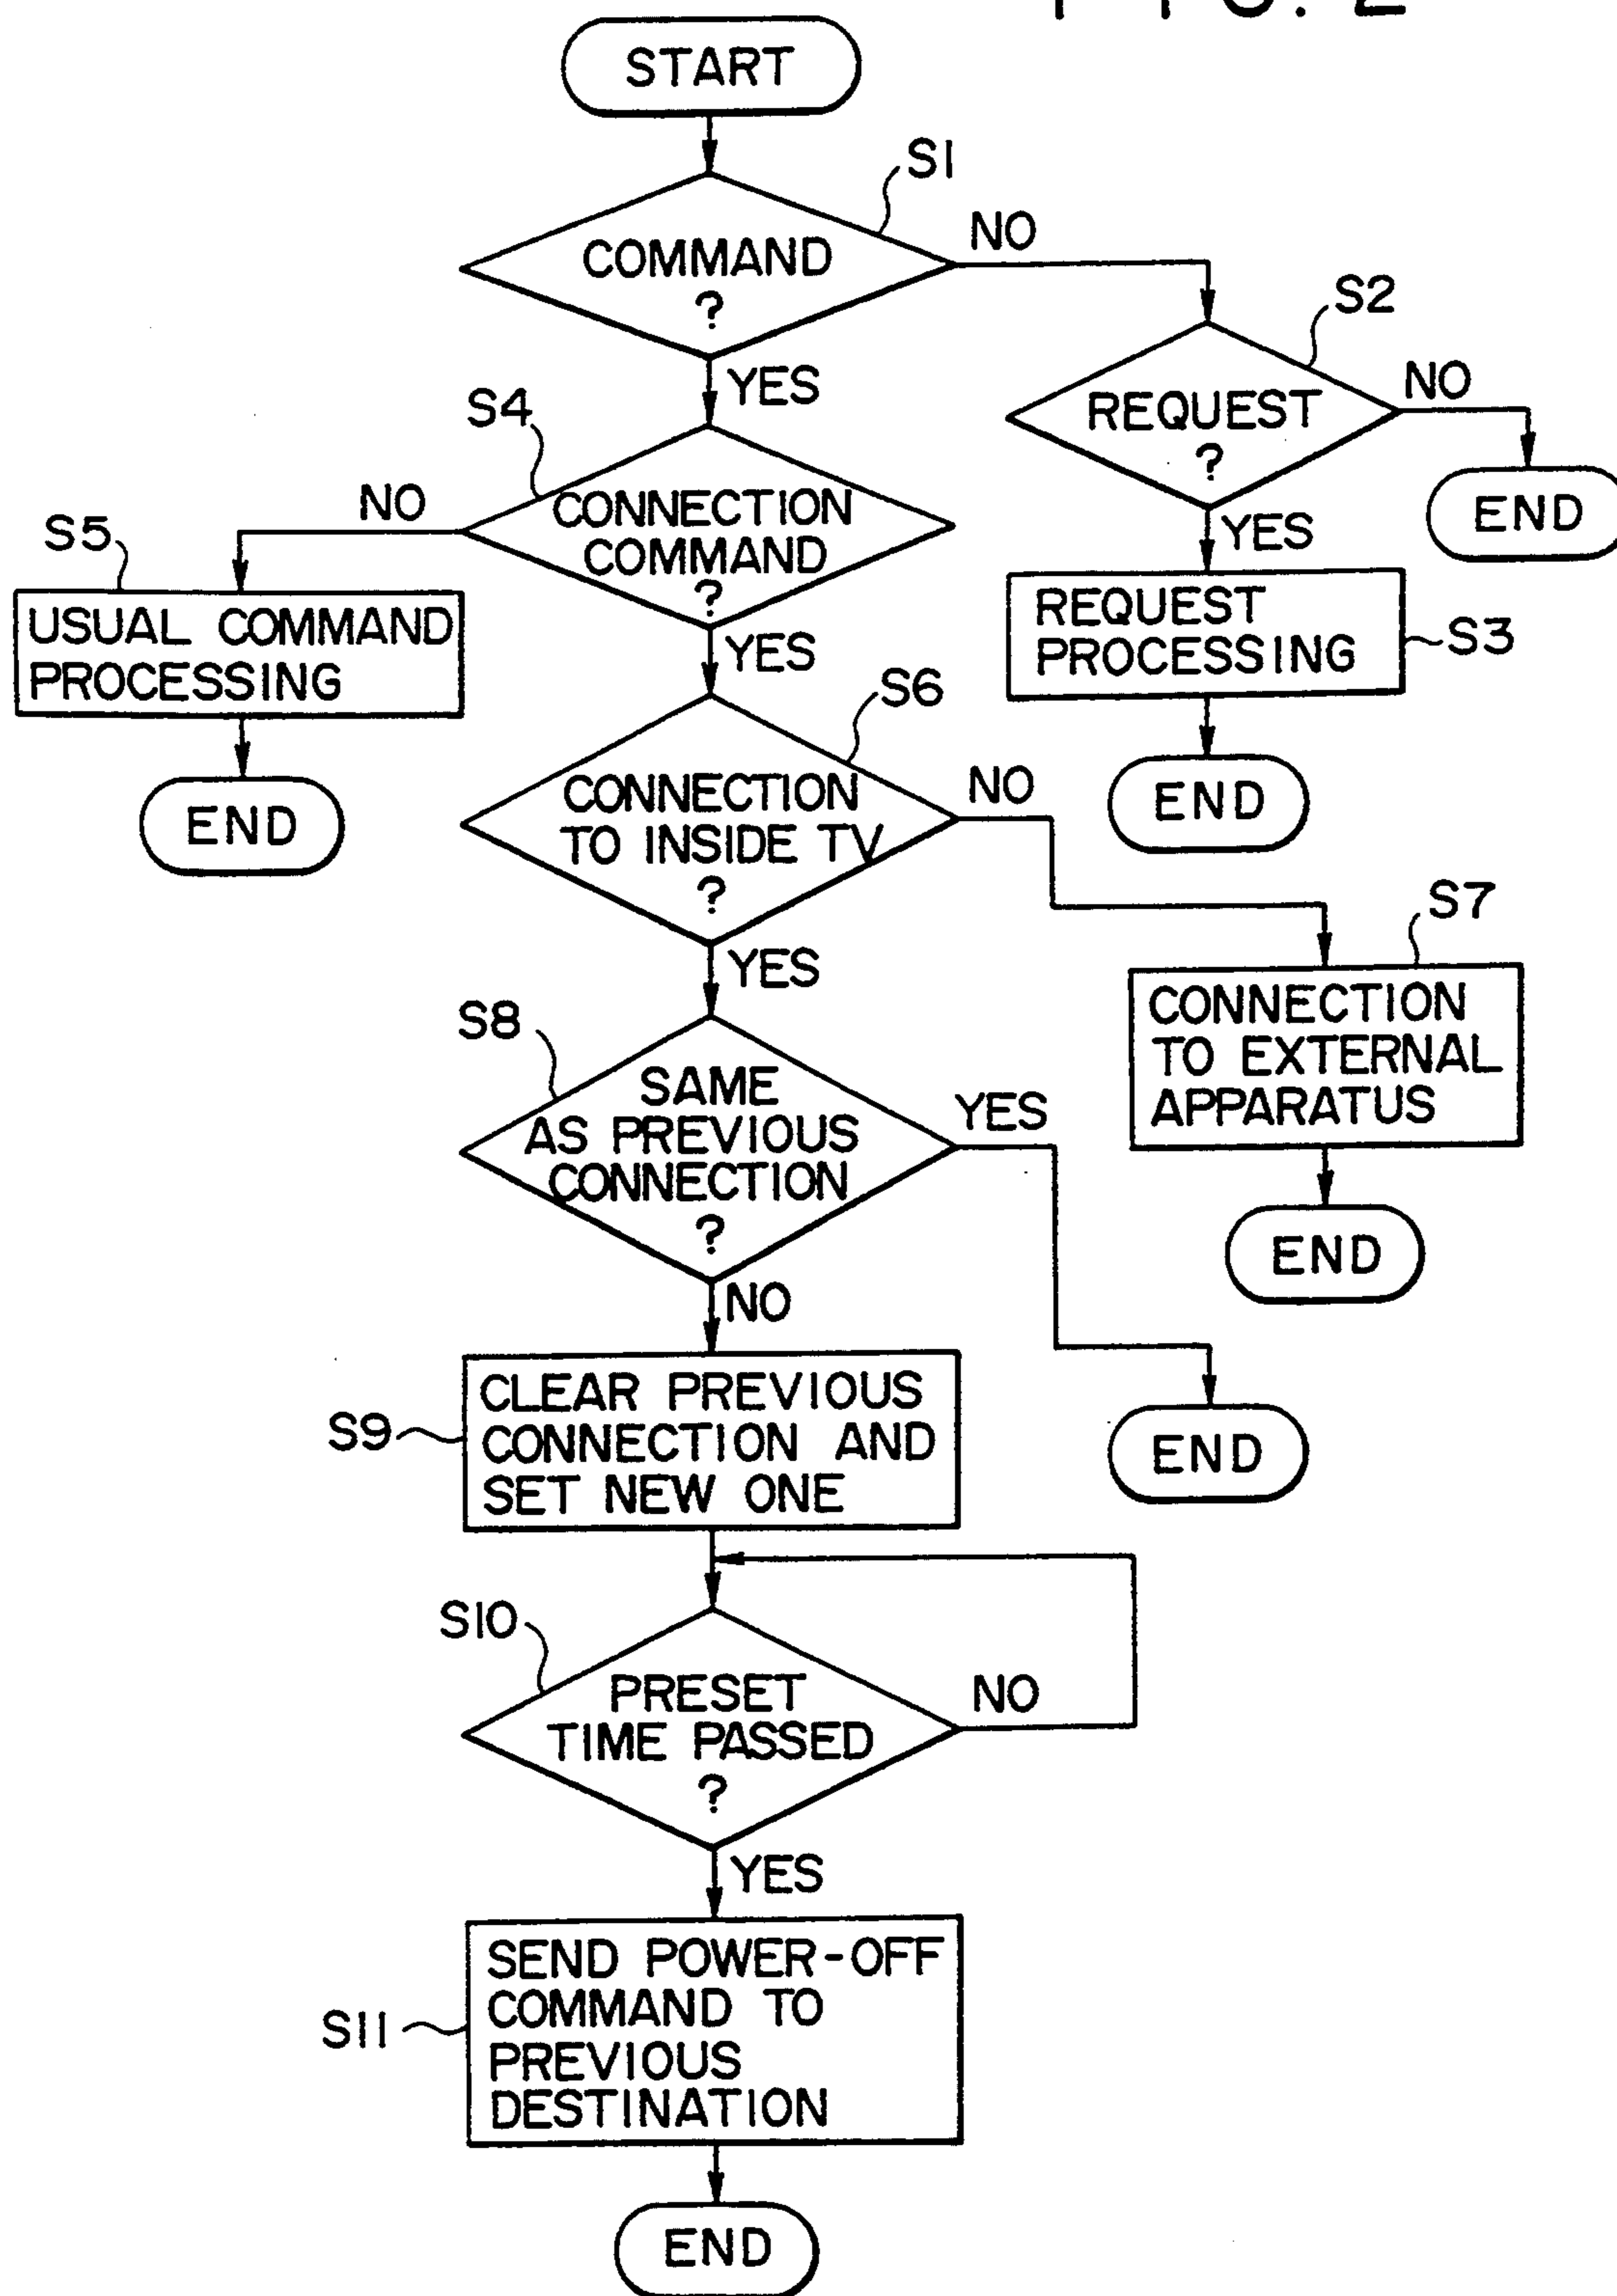 FIG. 2
START
S1
COMMAND
?
NO
YES
S2
REQUEST
?
NO
END
YES
S4
CONNECTION
COMMAND
?
NO
S5
USUAL COMMAND
PROCESSING
END
REQUEST
PROCESSING
S3
END
YES
S6
CONNECTION
TO INSIDE TV
?
NO
S7
CONNECTION
TO EXTERNAL
APPARATUS
END
YES
S8
SAME
AS PREVIOUS
CONNECTION
?
YES
END
NO
S9
CLEAR PREVIOUS
CONNECTION AND
SET NEW ONE
S10
PRESET
TIME PASSED
?
NO
YES
S11
SEND POWER-OFF
COMMAND TO
PREVIOUS
DESTINATION
END